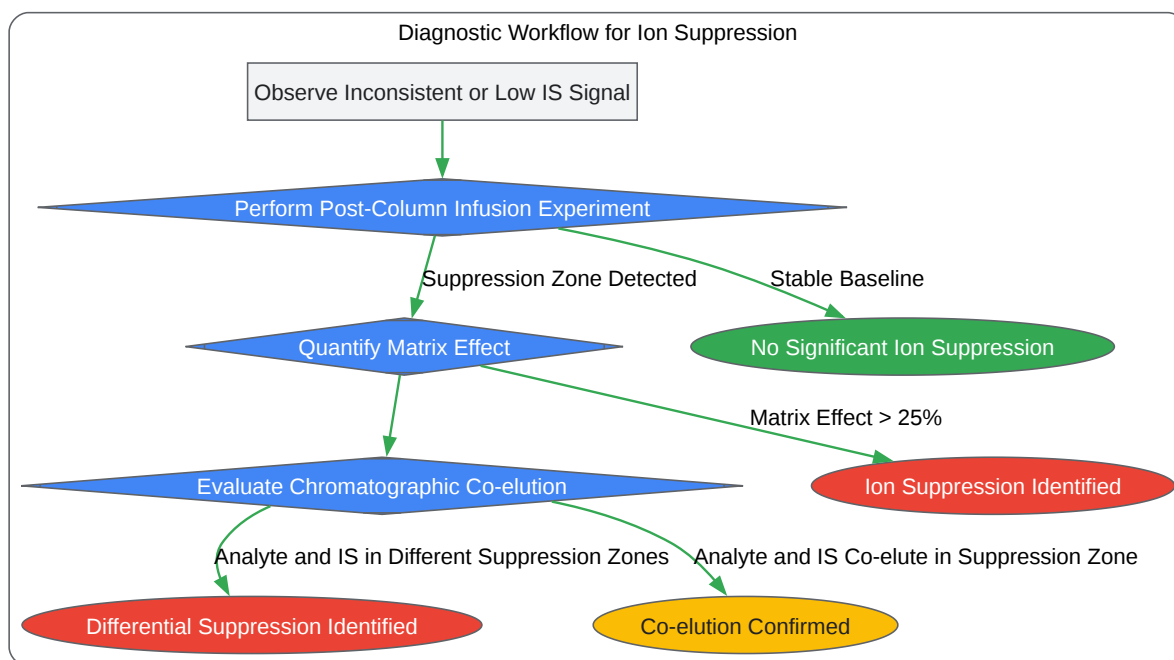 Diagnostic Workflow for Ion Suppression
Observe Inconsistent or Low IS Signal
Perform Post-Column Infusion Experiment
Suppression Zone Detected
Stable Baseline
Quantify Matrix Effect
No Significant Ion Suppression
Matrix Effect > 25%
Evaluate Chromatographic Co-elution
Ion Suppression Identified
Analyte and IS in Different Suppression Zones
Analyte and IS Co-elute in Suppression Zone
Differential Suppression Identified
Co-elution Confirmed